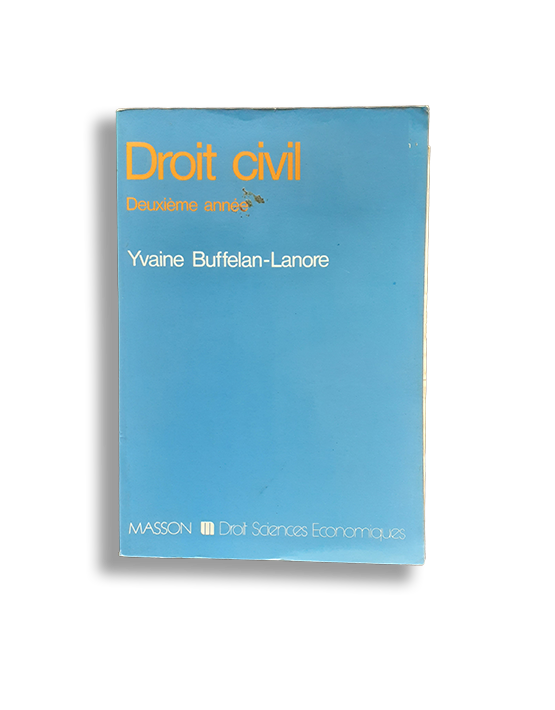 Droit civil
Deuxième année
Yvaine Buffelan-Lanore
MASSON m Droit Sciences Economiques